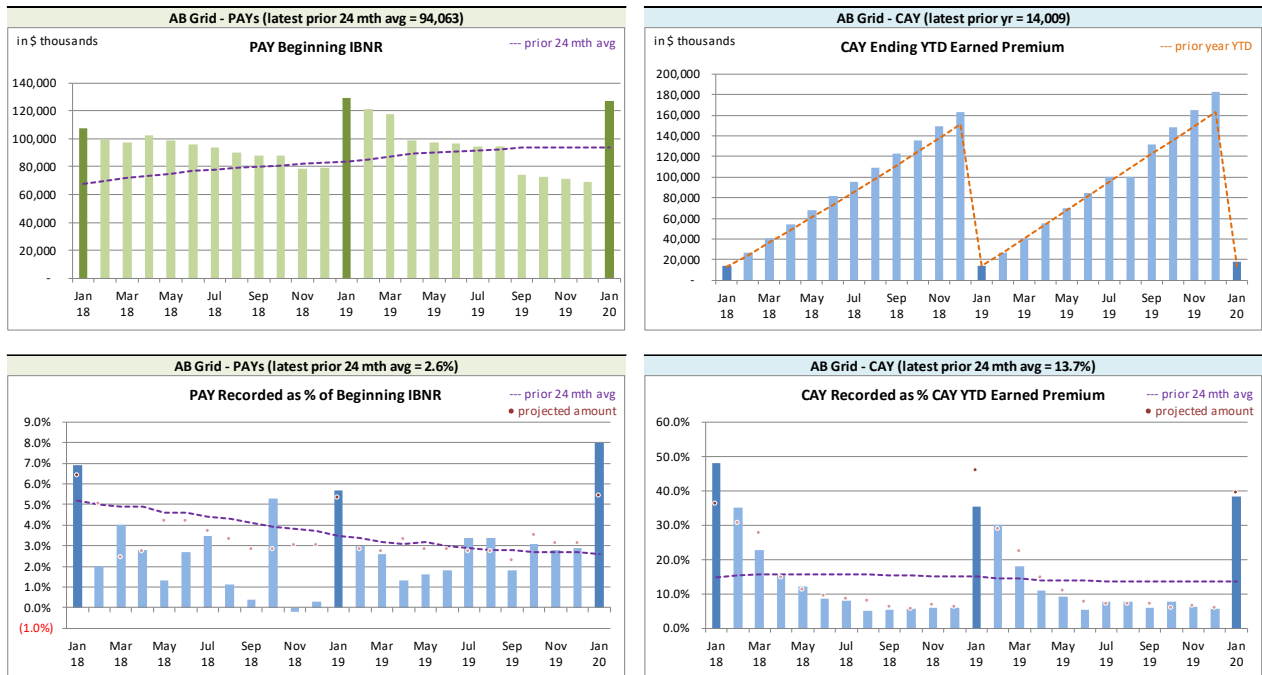 AB Grid - PAYs (latest prior 24 mth avg = 94,063)
in $ thousands
PAY Beginning IBNR
--- prior 24 mth avg
140,000
120,000
100,000
80,000
60,000
40,000
20,000
-
Jan Mar May Jul Sep Nov Jan Mar May Jul Sep Nov Jan
18 18 18 18 18 18 19 19 19 19 19 19 20
AB Grid - CAY (latest prior yr = 14,009)
in $ thousands
CAY Ending YTD Earned Premium
--- prior year YTD
200,000
180,000
160,000
140,000
120,000
100,000
80,000
60,000
40,000
20,000
-
Jan Mar May Jul Sep Nov Jan Mar May Jul Sep Nov Jan
18 18 18 18 18 18 19 19 19 19 19 19 20
AB Grid - PAYs (latest prior 24 mth avg = 2.6%)
PAY Recorded as % of Beginning IBNR
--- prior 24 mth avg
• projected amount
9.0%
8.0%
7.0%
6.0%
5.0%
4.0%
3.0%
2.0%
1.0%
0.0%
(1.0%)
Jan Mar May Jul Sep Nov Jan Mar May Jul Sep Nov Jan
18 18 18 18 18 18 19 19 19 19 19 19 20
AB Grid - CAY (latest prior 24 mth avg = 13.7%)
CAY Recorded as % CAY YTD Earned Premium
--- prior 24 mth avg
• projected amount
60.0%
50.0%
40.0%
30.0%
20.0%
10.0%
0.0%
Jan Mar May Jul Sep Nov Jan Mar May Jul Sep Nov Jan
18 18 18 18 18 18 19 19 19 19 19 19 20